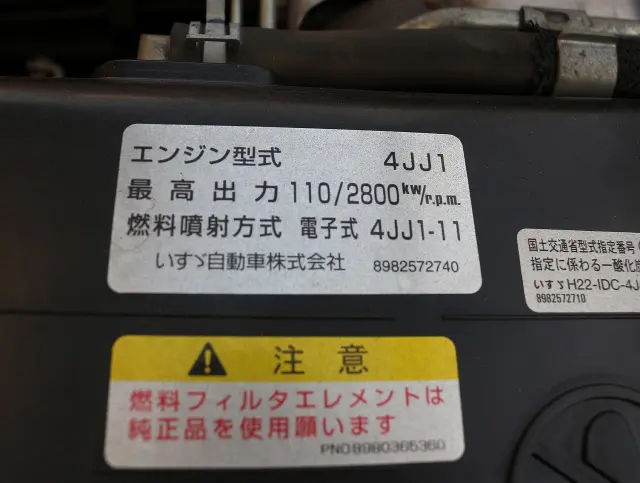 エンジン型式 4JJ1
最高出力 110/2800kw/r.p.m.
燃料噴射方式 電子式 4JJ1-11
いすゞ自動車株式会社 8982572740
国土交通省型式指定番号
指定に係わる一酸化
いすゞH22-IDC-4J
8982572710
注意
燃料フィルタエレメントは
純正品を使用願います
PNO8980365360